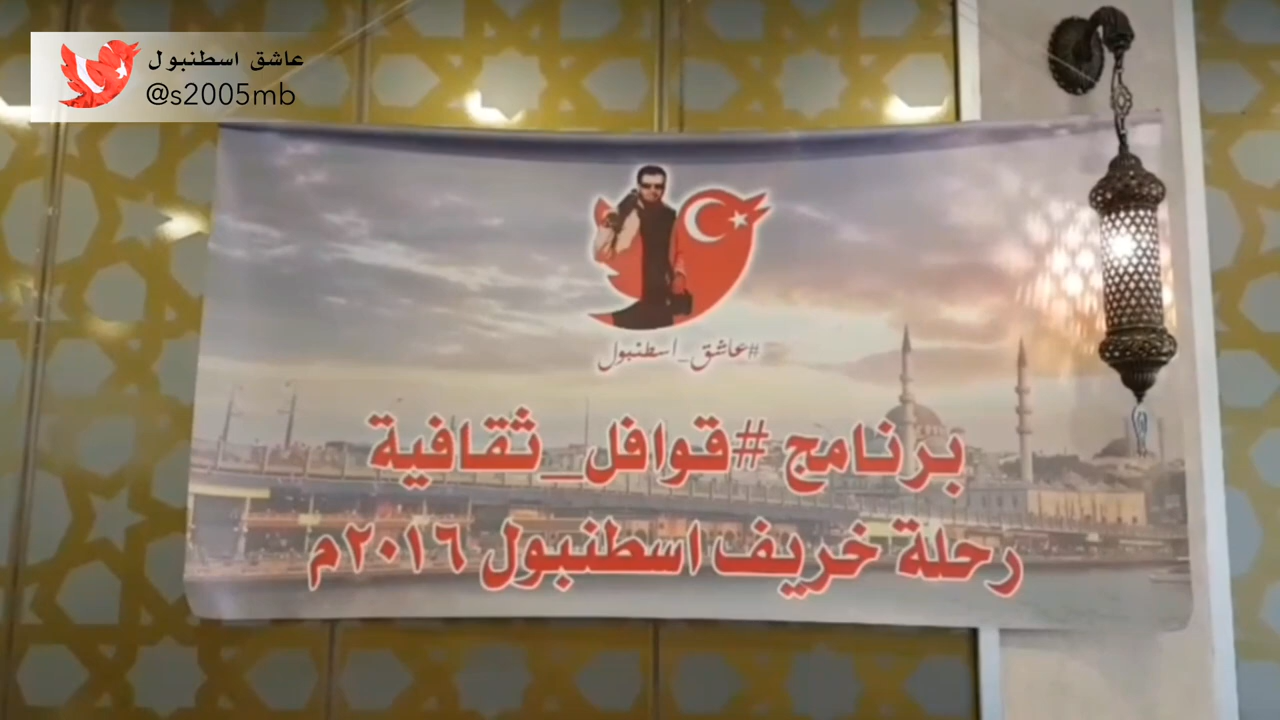 عاشق اسطنبول
@s2005mb
#عاشق_اسطنبول
برنامج #قوافل_ثقافية
رحلة خريف اسطنبول ٢٠١٦م